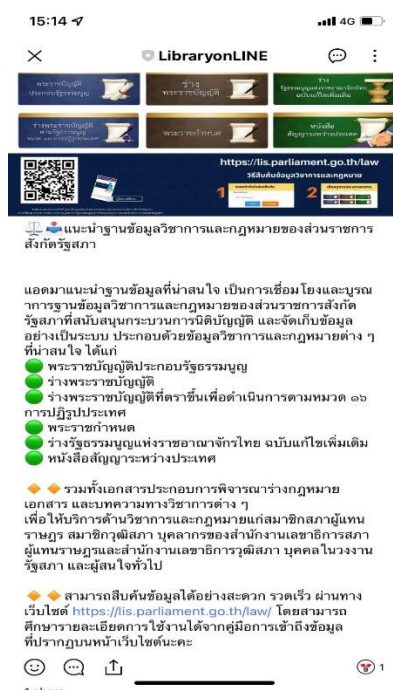 15:14
4G
LibraryonLINE
พระราชบัญญัติ
ประกอบรัฐธรรมนูญ
ร่าง
พระราชบัญญัติ
ร่าง
รัฐธรรมนูญแห่งราชอาณาจักรไทย
ฉบับแก้ไขเพิ่มเติม
พระราชกำหนด
หนังสือ
สัญญาระหว่างประเทศ
https://lis.parliament.go.th/law
วิธีสืบค้นข้อมูลวิชาการและกฎหมาย
1
2
แนะนำฐานข้อมูลวิชาการและกฎหมายของส่วนราชการ
สังกัดรัฐสภา
แอดมาแนะนำฐานข้อมูลที่น่าสนใจ เป็นการเชื่อมโยงและบูรณ
าการฐานข้อมูลวิชาการและกฎหมายของส่วนราชการสังกัด
รัฐสภาที่สนับสนุนกระบวนการนิติบัญญัติ และจัดเก็บข้อมูล
อย่างเป็นระบบ ประกอบด้วยข้อมูลวิชาการและกฎหมายต่าง ๆ
ที่น่าสนใจ ได้แก่
🟢 พระราชบัญญัติประกอบรัฐธรรมนูญ
🟢 ร่างพระราชบัญญัติ
🟢 ร่างพระราชบัญญัติที่ตราขึ้นเพื่อดำเนินการตามหมวด ๑๖
การปฏิรูปประเทศ
🟢 พระราชกำหนด
🟢 ร่างรัฐธรรมนูญแห่งราชอาณาจักรไทย ฉบับแก้ไขเพิ่มเติม
🟢 หนังสือสัญญาระหว่างประเทศ
🔸 🔸 รวมทั้งเอกสารประกอบการพิจารณาร่างกฎหมาย
เอกสาร และบทความทางวิชาการต่าง ๆ
เพื่อให้บริการด้านวิชาการและกฎหมายแก่สมาชิกสภาผู้แทน
ราษฎร สมาชิกวุฒิสภา บุคลากรของสำนักงานเลขาธิการสภา
ผู้แทนราษฎรและสำนักงานเลขาธิการวุฒิสภา บุคคลในวงงาน
รัฐสภา และผู้สนใจทั่วไป
🔸 🔸 สามารถสืบค้นข้อมูลได้อย่างสะดวก รวดเร็ว ผ่านทาง
เว็บไซต์ https://lis.parliament.go.th/law/ โดยสามารถ
ศึกษารายละเอียดการใช้งานได้จากคู่มือการเข้าถึงข้อมูล
ที่ปรากฏบนหน้าเว็บไซต์นะคะ
1